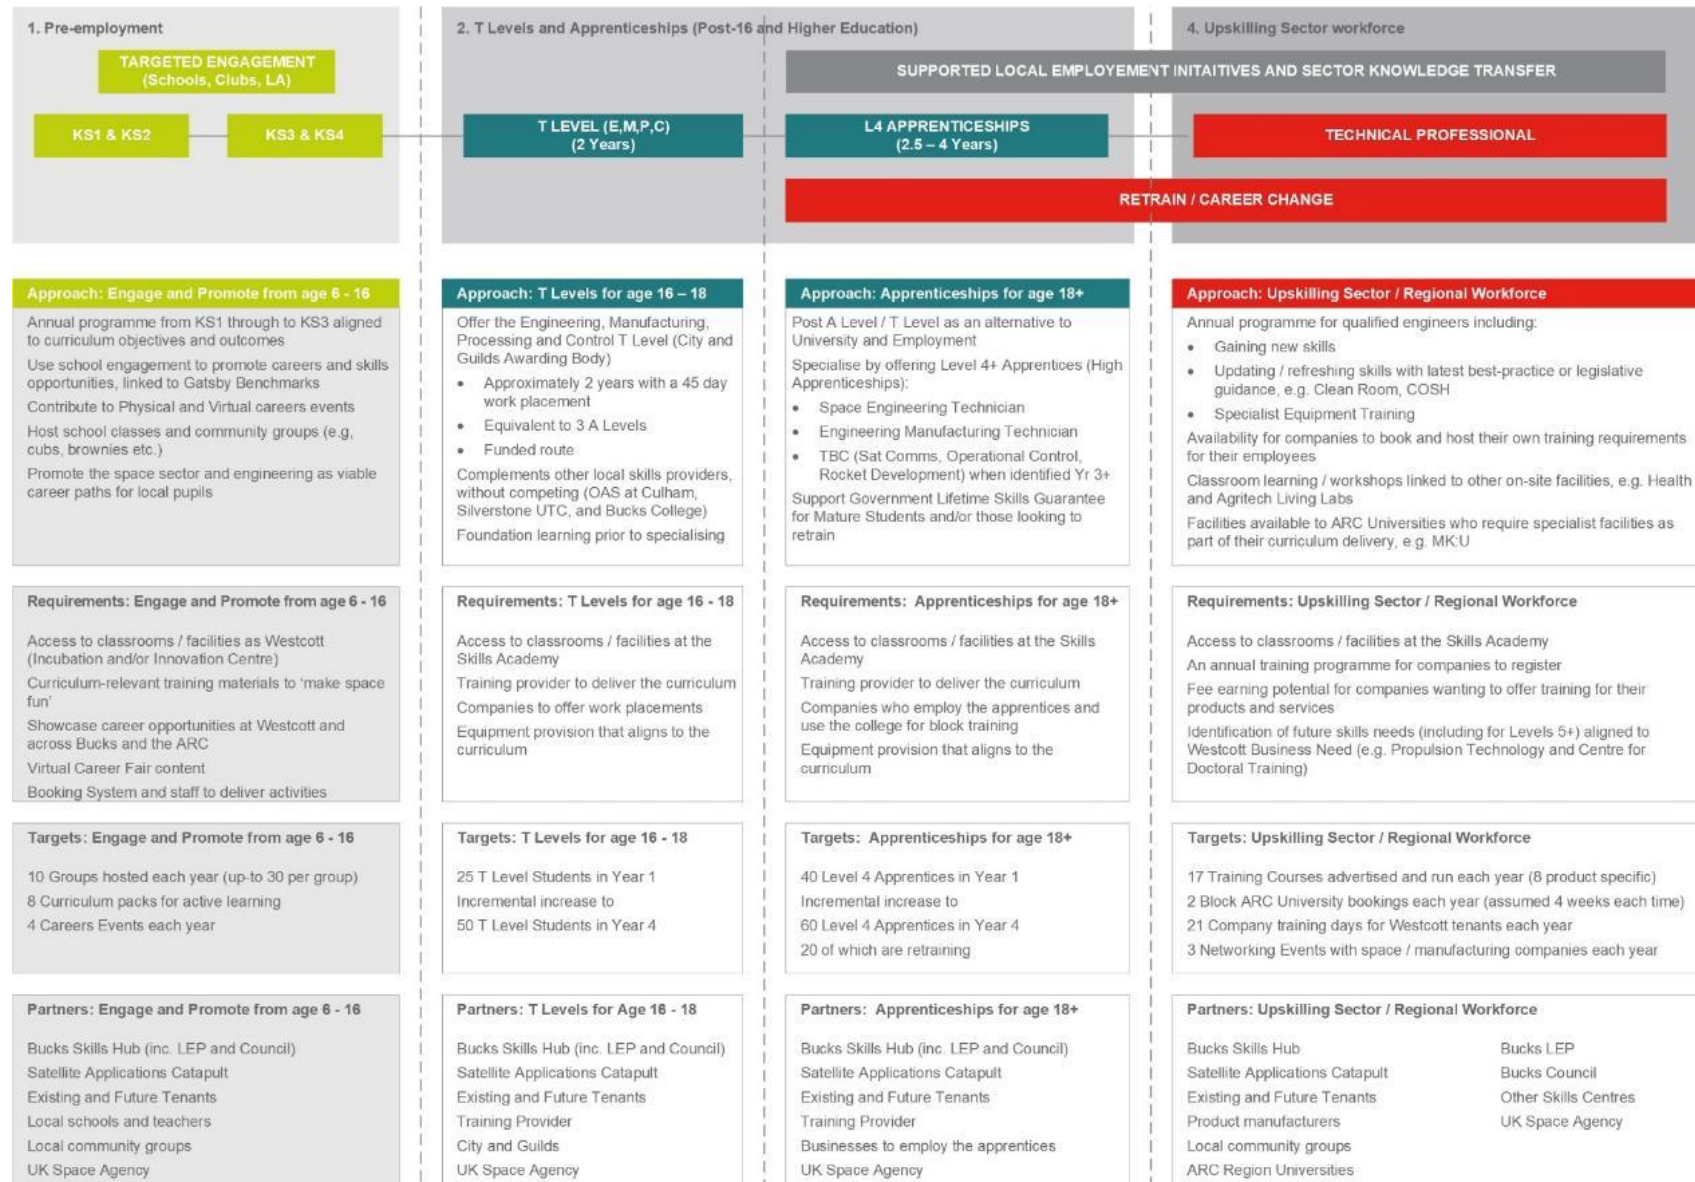 1. Pre-employment
TARGETED ENGAGEMENT
(Schools, Clubs, LA)
KS1 & KS2
KS3 & KS4
2. T Levels and Apprenticeships (Post-16 and Higher Education)
4. Upskilling Sector workforce
SUPPORTED LOCAL EMPLOYEMENT INITAITIVES AND SECTOR KNOWLEDGE TRANSFER
T LEVEL (E,M,P,C)
(2 Years)
L4 APPRENTICESHIPS
(2.5 – 4 Years)
TECHNICAL PROFESSIONAL
RETRAIN / CAREER CHANGE
Approach: Engage and Promote from age 6 - 16
Annual programme from KS1 through to KS3 aligned
to curriculum objectives and outcomes
Use school engagement to promote careers and skills
opportunities, linked to Gatsby Benchmarks
Contribute to Physical and Virtual careers events
Host school classes and community groups (e.g,
cubs, brownies etc.)
Promote the space sector and engineering as viable
career paths for local pupils
Approach: T Levels for age 16 – 18
Offer the Engineering, Manufacturing,
Processing and Control T Level (City and
Guilds Awarding Body)
• Approximately 2 years with a 45 day
work placement
• Equivalent to 3 A Levels
• Funded route
Complements other local skills providers,
without competing (OAS at Culham,
Silverstone UTC, and Bucks College)
Foundation learning prior to specialising
Approach: Apprenticeships for age 18+
Post A Level / T Level as an alternative to
University and Employment
Specialise by offering Level 4+ Apprentices (High
Apprenticeships):
• Space Engineering Technician
• Engineering Manufacturing Technician
• TBC (Sat Comms, Operational Control,
Rocket Development) when identified Yr 3+
Support Government Lifetime Skills Guarantee
for Mature Students and/or those looking to
retrain
Approach: Upskilling Sector / Regional Workforce
Annual programme for qualified engineers including:
• Gaining new skills
• Updating / refreshing skills with latest best-practice or legislative
guidance, e.g. Clean Room, COSH
• Specialist Equipment Training
Availability for companies to book and host their own training requirements
for their employees
Classroom learning / workshops linked to other on-site facilities, e.g. Health
and Agritech Living Labs
Facilities available to ARC Universities who require specialist facilities as
part of their curriculum delivery, e.g. MK:U
Requirements: Engage and Promote from age 6 - 16
Access to classrooms / facilities as Westcott
(Incubation and/or Innovation Centre)
Curriculum-relevant training materials to ‘make space
fun’
Showcase career opportunities at Westcott and
across Bucks and the ARC
Virtual Career Fair content
Booking System and staff to deliver activities
Requirements: T Levels for age 16 - 18
Access to classrooms / facilities at the
Skills Academy
Training provider to deliver the curriculum
Companies to offer work placements
Equipment provision that aligns to the
curriculum
Requirements: Apprenticeships for age 18+
Access to classrooms / facilities at the Skills
Academy
Training provider to deliver the curriculum
Companies who employ the apprentices and
use the college for block training
Equipment provision that aligns to the
curriculum
Requirements: Upskilling Sector / Regional Workforce
Access to classrooms / facilities at the Skills Academy
An annual training programme for companies to register
Fee earning potential for companies wanting to offer training for their
products and services
Identification of future skills needs (including for Levels 5+) aligned to
Westcott Business Need (e.g. Propulsion Technology and Centre for
Doctoral Training)
Targets: Engage and Promote from age 6 - 16
10 Groups hosted each year (up-to 30 per group)
8 Curriculum packs for active learning
4 Careers Events each year
Targets: T Levels for age 16 - 18
25 T Level Students in Year 1
Incremental increase to
50 T Level Students in Year 4
Targets: Apprenticeships for age 18+
40 Level 4 Apprentices in Year 1
Incremental increase to
60 Level 4 Apprentices in Year 4
20 of which are retraining
Targets: Upskilling Sector / Regional Workforce
17 Training Courses advertised and run each year (8 product specific)
2 Block ARC University bookings each year (assumed 4 weeks each time)
21 Company training days for Westcott tenants each year
3 Networking Events with space / manufacturing companies each year
Partners: Engage and Promote from age 6 - 16
Bucks Skills Hub (inc. LEP and Council)
Satellite Applications Catapult
Existing and Future Tenants
Local schools and teachers
Local community groups
UK Space Agency
Partners: T Levels for Age 16 - 18
Bucks Skills Hub (inc. LEP and Council)
Satellite Applications Catapult
Existing and Future Tenants
Training Provider
City and Guilds
UK Space Agency
Partners: Apprenticeships for age 18+
Bucks Skills Hub (inc. LEP and Council)
Satellite Applications Catapult
Existing and Future Tenants
Training Provider
Businesses to employ the apprentices
UK Space Agency
Partners: Upskilling Sector / Regional Workforce
Bucks Skills Hub
Satellite Applications Catapult
Existing and Future Tenants
Product manufacturers
Local community groups
ARC Region Universities
Bucks LEP
Bucks Council
Other Skills Centres
UK Space Agency